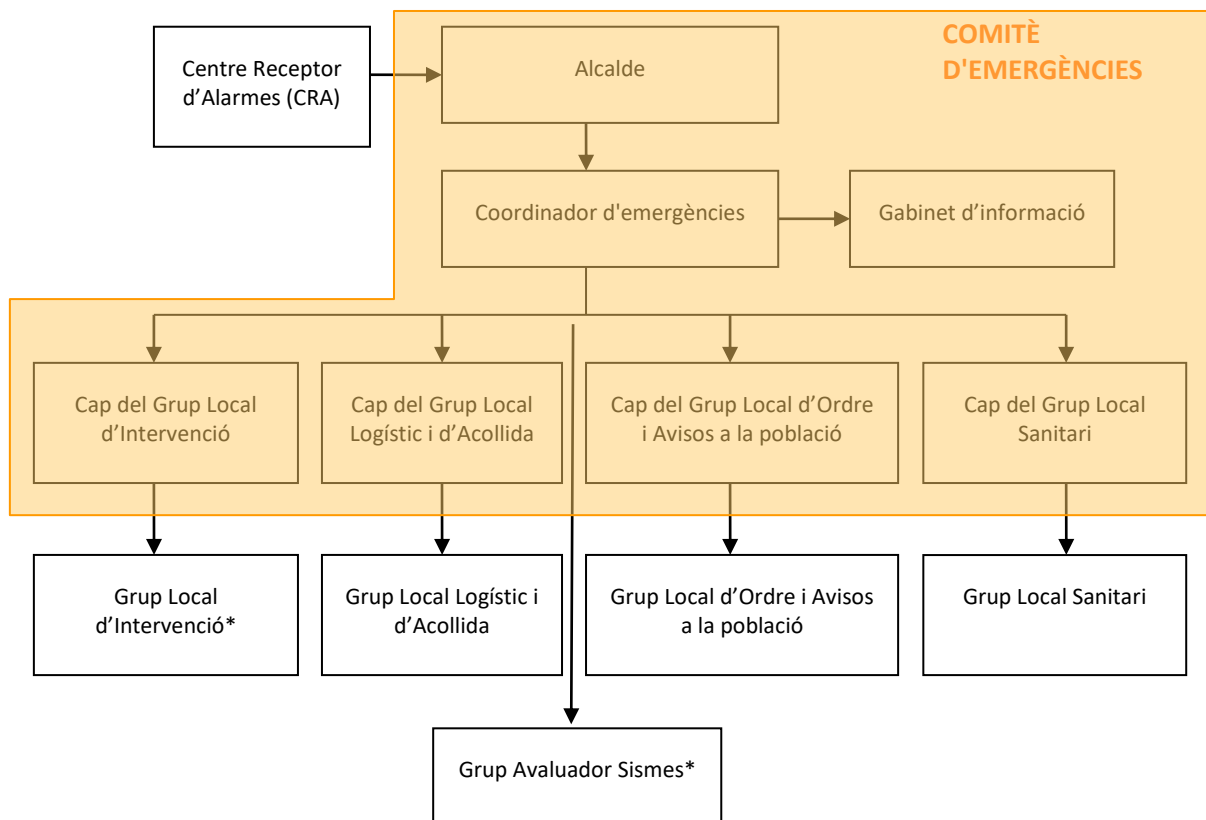 COMITÈ
D'EMERGÈNCIES
Centre Receptor
d’Alarmes (CRA)
Alcalde
Coordinador d'emergències
Gabinet d’informació
Cap del Grup Local
d’Intervenció
Cap del Grup Local
Logístic i d’Acollida
Cap del Grup Local d’Ordre
i Avisos a la població
Cap del Grup Local
Sanitari
Grup Local
d’Intervenció*
Grup Local Logístic i
d’Acollida
Grup Local d’Ordre i Avisos
a la població
Grup Local Sanitari
Grup Avaluador Sismes*